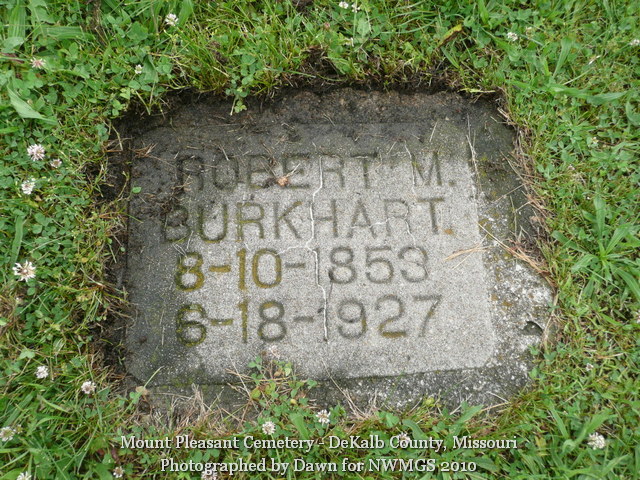 ROBERT M.
BURKHART.
8-10-1853
6-18-1927
Mount Pleasant Cemetery - DeKalb County, Missouri
Photographed by Dawn for NWMGS 2010